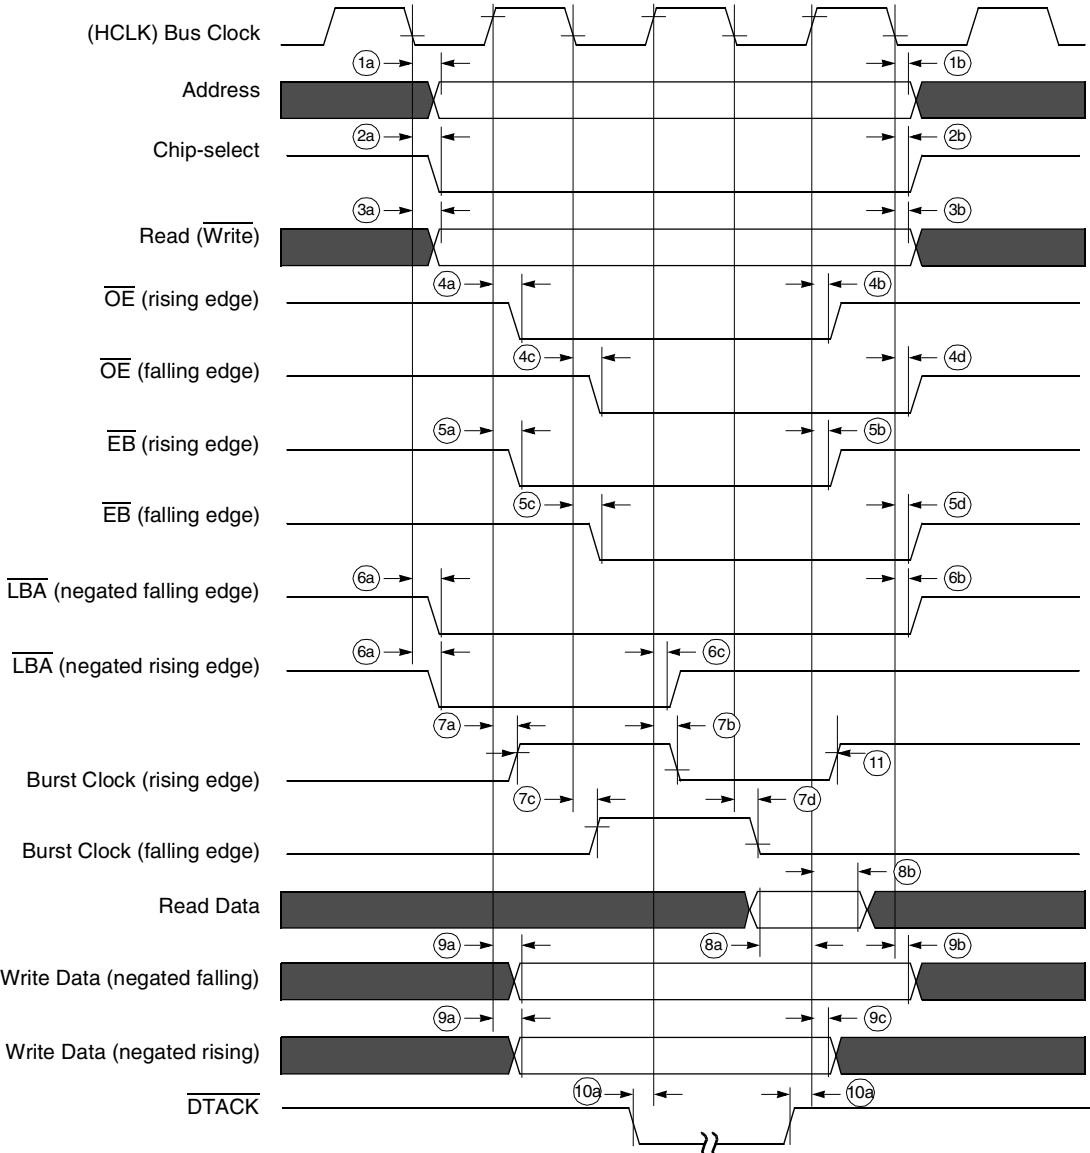 (HCLK) Bus Clock
1a 1b
Address
2a 2b
Chip-select
3a 3b
Read (Write)
4a 4b
OE (rising edge)
4c 4d
OE (falling edge)
5a 5b
EB (rising edge)
5c 5d
EB (falling edge)
6a 6b
LBA (negated falling edge)
6a 6c
LBA (negated rising edge)
7a 7b
11
Burst Clock (rising edge)
7c 7d
Burst Clock (falling edge)
8b
Read Data
9a 8a 9b
Write Data (negated falling)
9a 9c
Write Data (negated rising)
10a 10a
DTACK